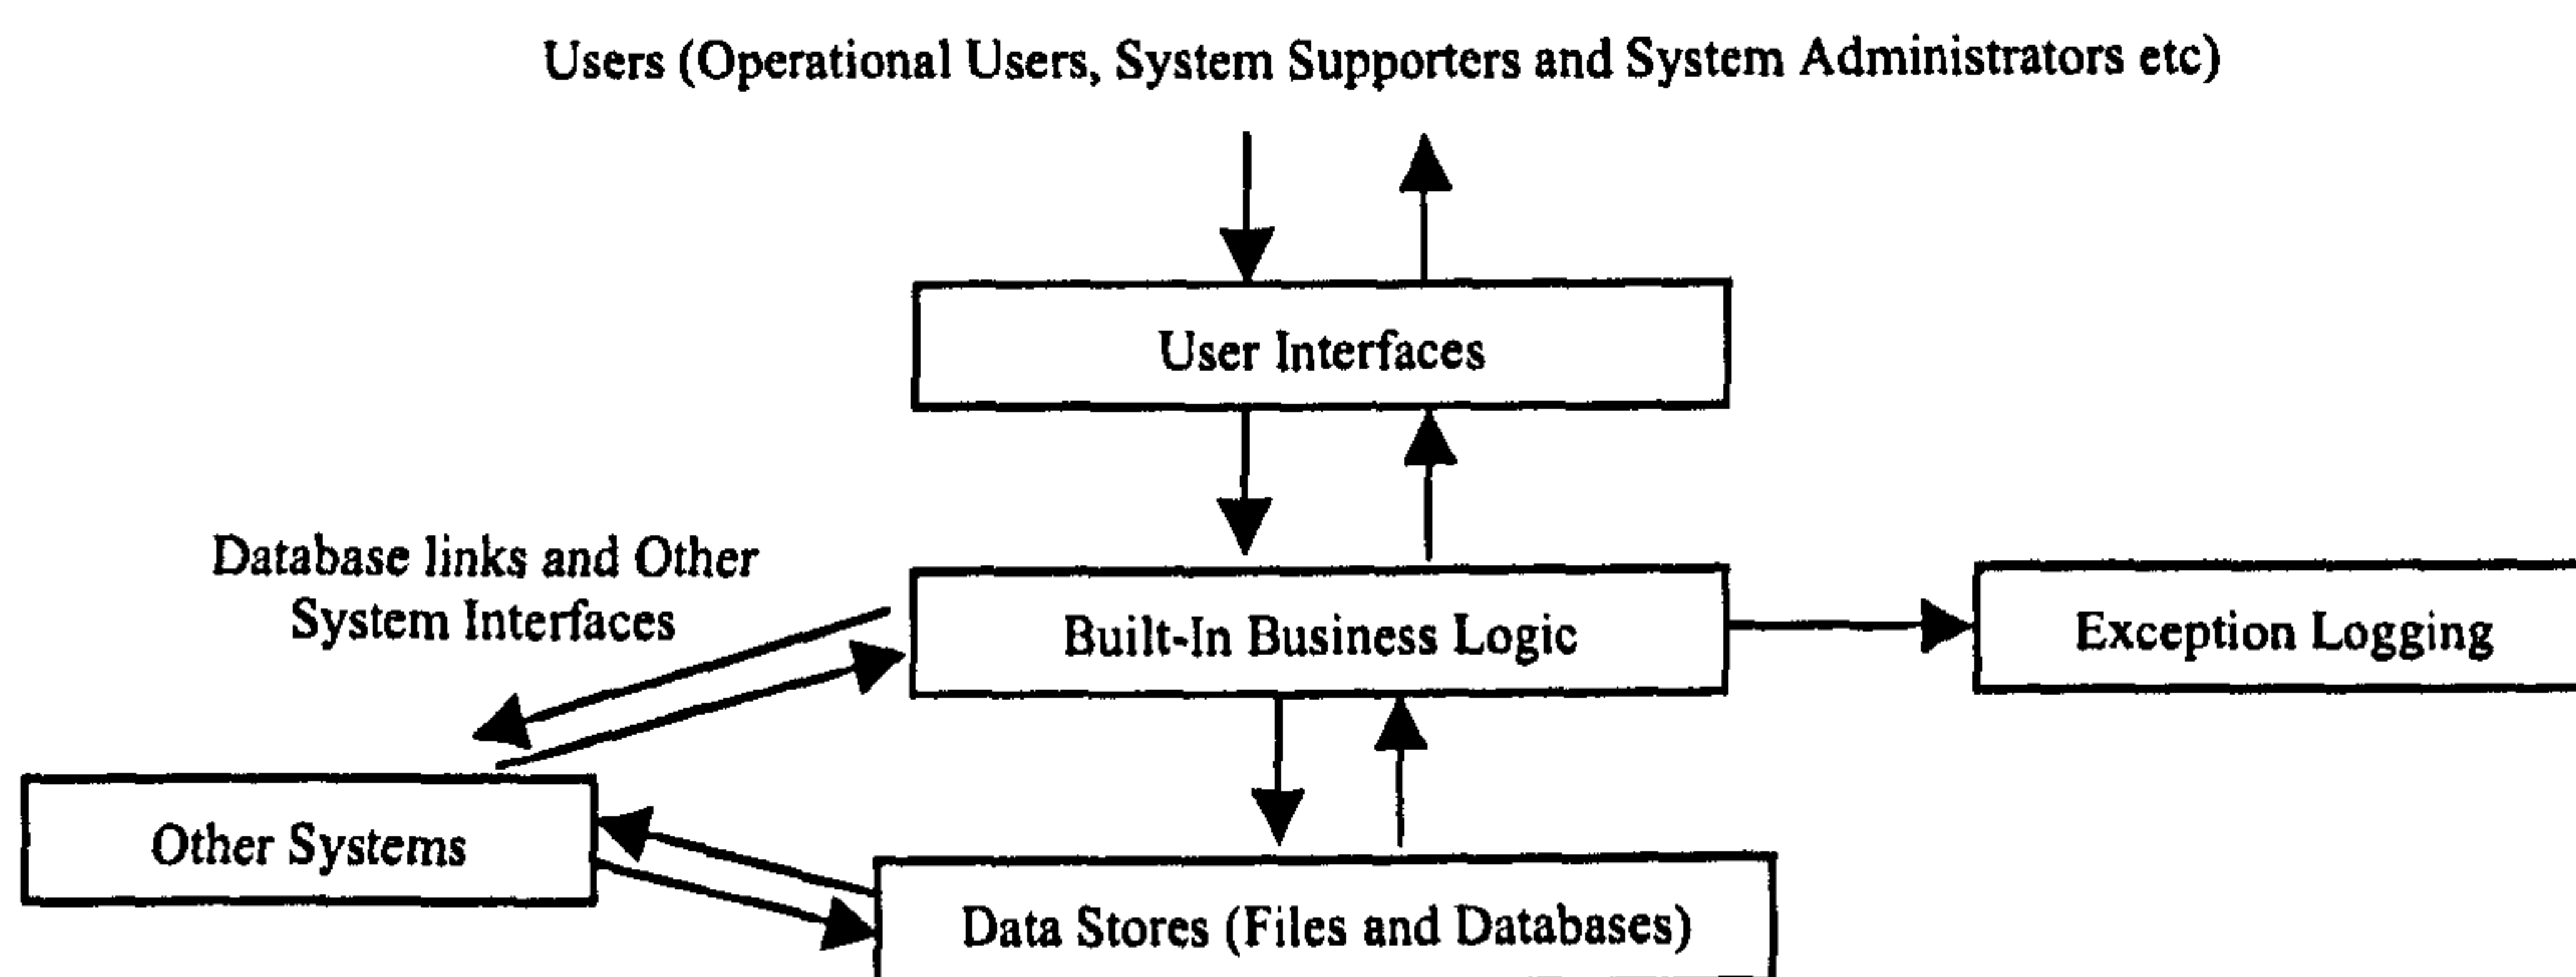 Users (Operational Users, System Supporters and System Administrators etc)
User Interfaces
Database links and Other
System Interfaces
Built-In Business Logic
Exception Logging
Other Systems
Data Stores (Files and Databases)